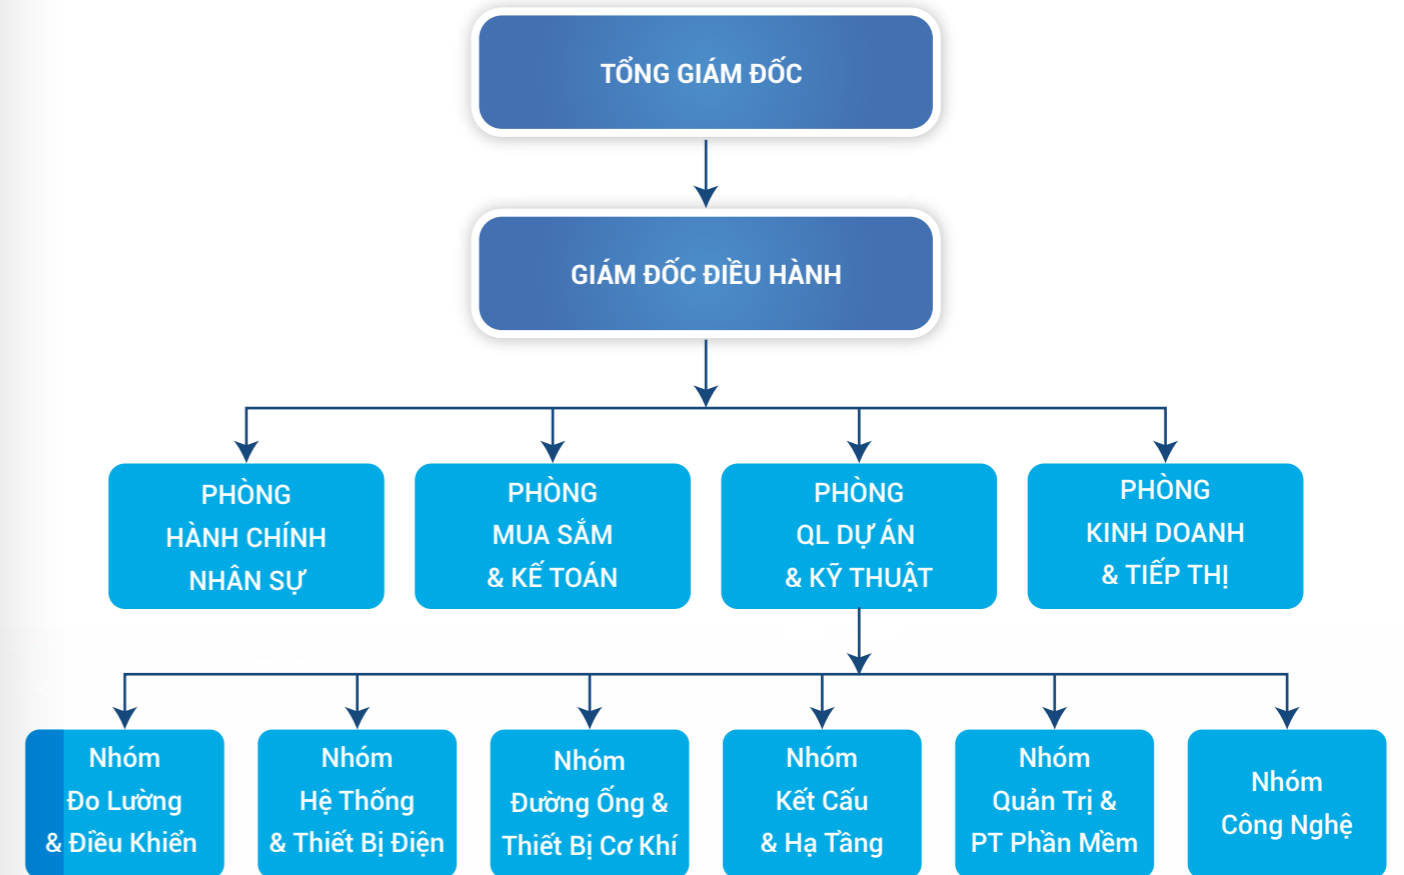 TỔNG GIÁM ĐỐC
GIÁM ĐỐC ĐIỀU HÀNH
PHÒNG
HÀNH CHÍNH
NHÂN SỰ
PHÒNG
MUA SẮM
& KẾ TOÁN
PHÒNG
QL DỰ ÁN
& KỸ THUẬT
PHÒNG
KINH DOANH
& TIẾP THỊ
Nhóm
Đo Lường
& Điều Khiển
Nhóm
Hệ Thống
& Thiết Bị Điện
Nhóm
Đường Ống &
Thiết Bị Cơ Khí
Nhóm
Kết Cấu
& Hạ Tầng
Nhóm
Quản Trị &
PT Phần Mềm
Nhóm
Công Nghệ